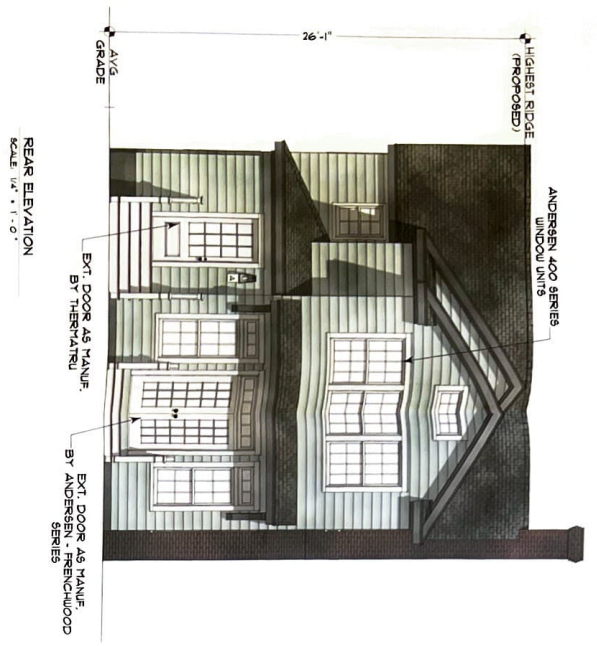 HIGHEST RIDGE
(PROPOSED)
26'-1"
AVG
GRADE
ANDERSEN 400 SERIES
WINDOW UNITS
EXT. DOOR AS MANUF.
BY THERMATRU
EXT. DOOR AS MANUF.
BY ANDERSEN - FRENCHWOOD
SERIES
REAR ELEVATION
SCALE: 1/4" = 1'-0"